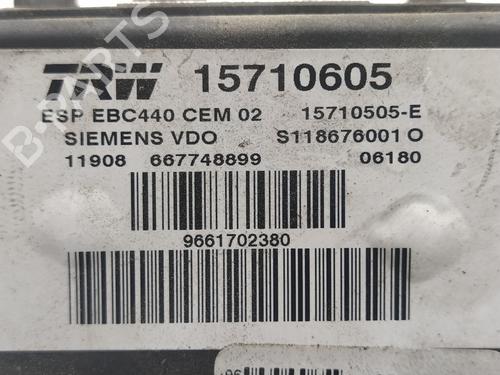 TRW 15710605
ESP EBC440 CEM 02 15710505-E
SIEMENS VDO S118676001 O
11908 667748899 06180
9661702380
B-PARTS